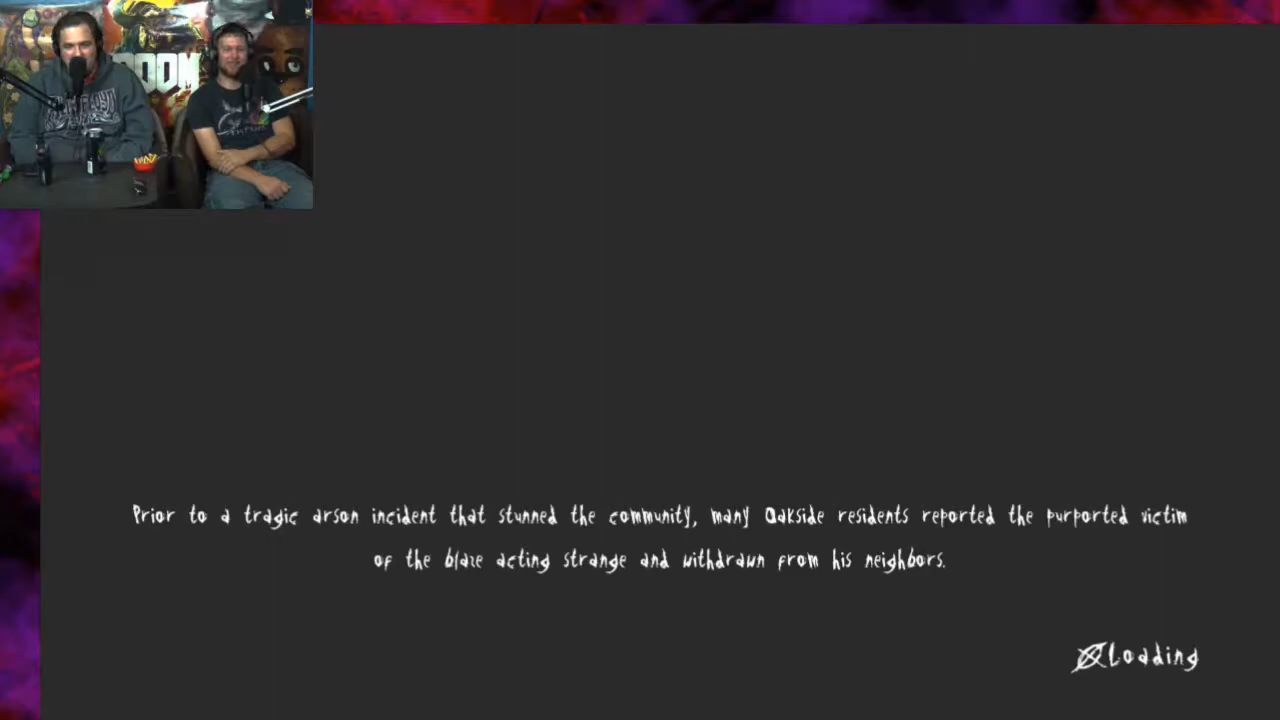 DOOM
Prior to a tragic arson incident that stunned the community, many Oakside residents reported the purported victim
of the blaze acting strange and withdrawn from his neighbors.
Loading